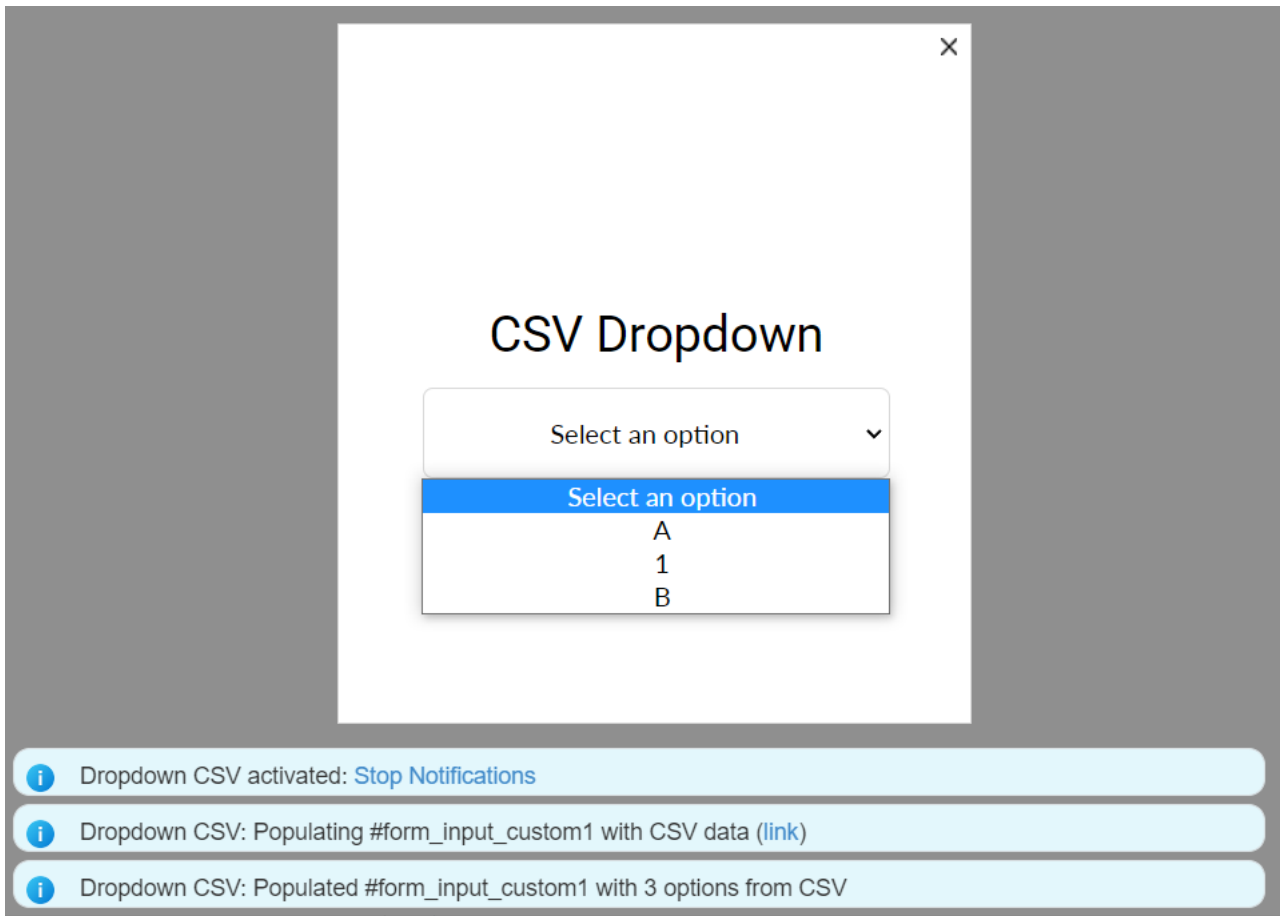 CSV Dropdown
Select an option
Select an option
A
1
B
Dropdown CSV activated: Stop Notifications
Dropdown CSV: Populating #form_input_custom1 with CSV data (link)
Dropdown CSV: Populated #form_input_custom1 with 3 options from CSV